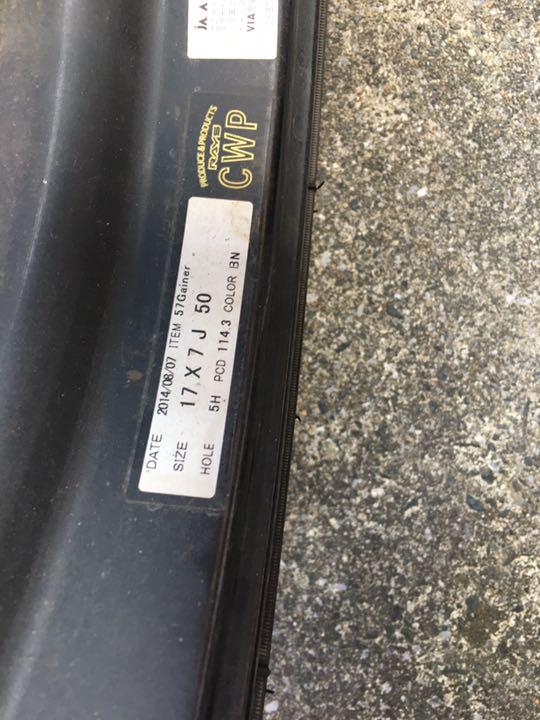 VIA
PRODUCE & PRODUCTS
RAYS
CWP
DATE 2014/08/07 ITEM 57Gainer
SIZE 17 X 7 J 50
HOLE 5H PCD 114.3 COLOR BN